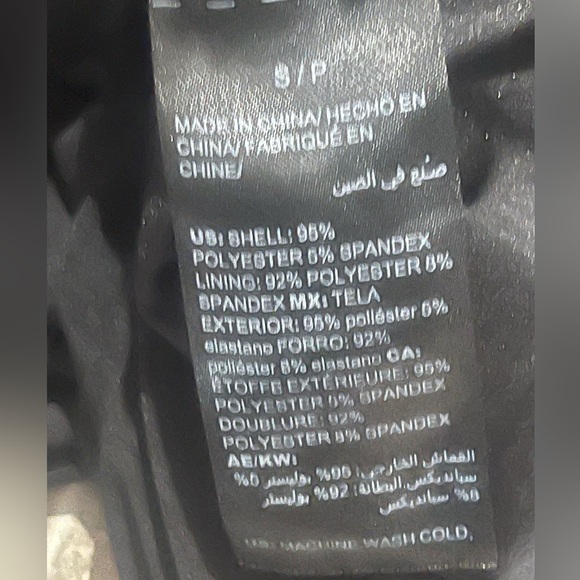 S/P
MADE IN CHINA/ HECHO EN
CHINA/ FABRIQUÉ EN
CHINE/
صنع في الصين
US: SHELL: 95%
POLYESTER 5% SPANDEX
LINING: 92% POLYESTER 8%
SPANDEX MX: TELA
EXTERIOR: 95% poliéster 5%
elastano FORRO: 92%
poliéster 8% elastano CA:
ÉTOFFE EXTÉRIEURE: 95%
POLYESTER 5% SPANDEX
DOUBLURE: 92%
POLYESTER 8% SPANDEX
AE/KW:
القماش الخارجي: 95% بوليستر 5%
سبانديكس البطانة: 92% بوليستر
8% سبانديكس
US: MACHINE WASH COLD,